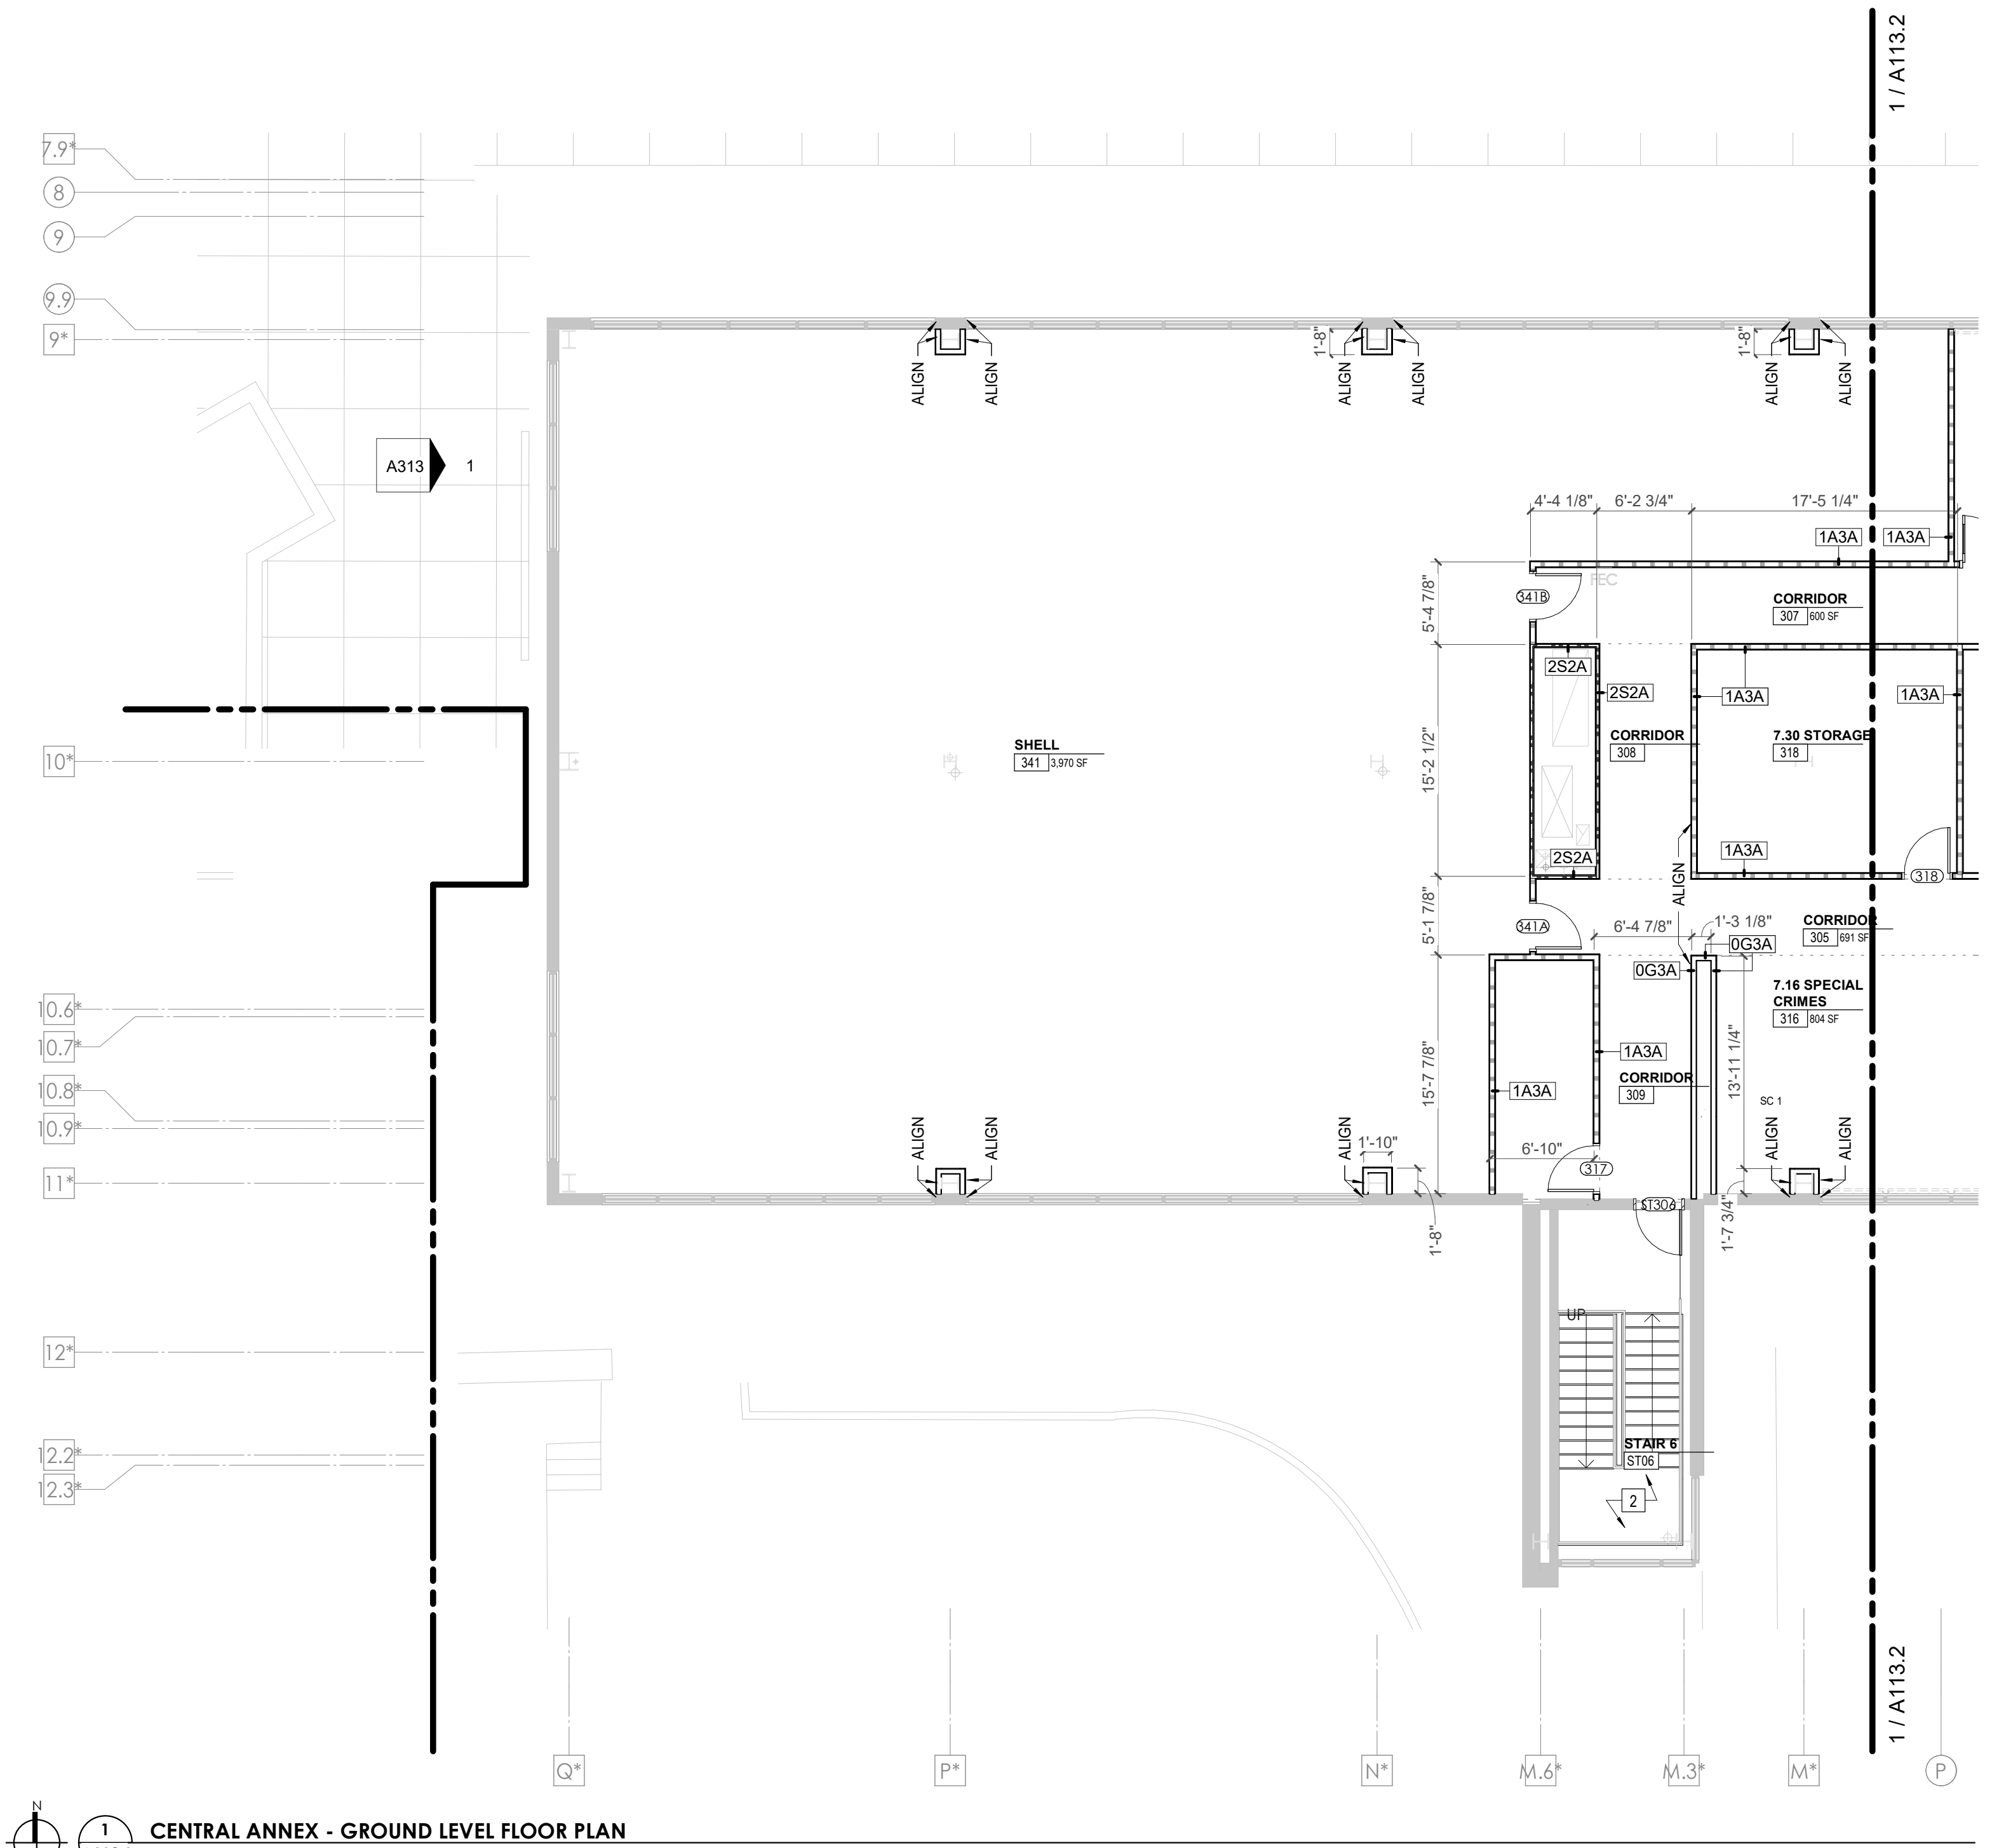 1 / A113.2
7.9*
8
9
9.9
9*
1'-8"
1'-8"
ALIGN
ALIGN
ALIGN
ALIGN
ALIGN
ALIGN
A313
1
4'-4 1/8"
6'-2 3/4"
17'-5 1/4"
1A3A
1A3A
FEC
341B
5'-4 7/8"
CORRIDOR
307
600 SF
2S2A
2S2A
1A3A
1A3A
15'-2 1/2"
SHELL
341
3,970 SF
CORRIDOR
308
7.30 STORAGE
318
10*
2S2A
1A3A
ALIGN
318
341A
5'-1 7/8"
6'-4 7/8"
1'-3 1/8"
CORRIDOR
305
691 SF
0G3A
0G3A
7.16 SPECIAL
CRIMES
316
804 SF
10.6*
10.7*
10.8*
10.9*
11*
15'-7 7/8"
1A3A
1A3A
CORRIDOR
309
13'-11 1/4"
SC 1
ALIGN
ALIGN
ALIGN
1'-10"
6'-10"
317
ALIGN
ALIGN
ST306
1'-8"
1'-7 3/4"
UP
12*
12.2*
12.3*
STAIR 6
ST06
2
1 / A113.2
Q*
P*
N*
M.6*
M.3*
M*
P
N
1
CENTRAL ANNEX - GROUND LEVEL FLOOR PLAN